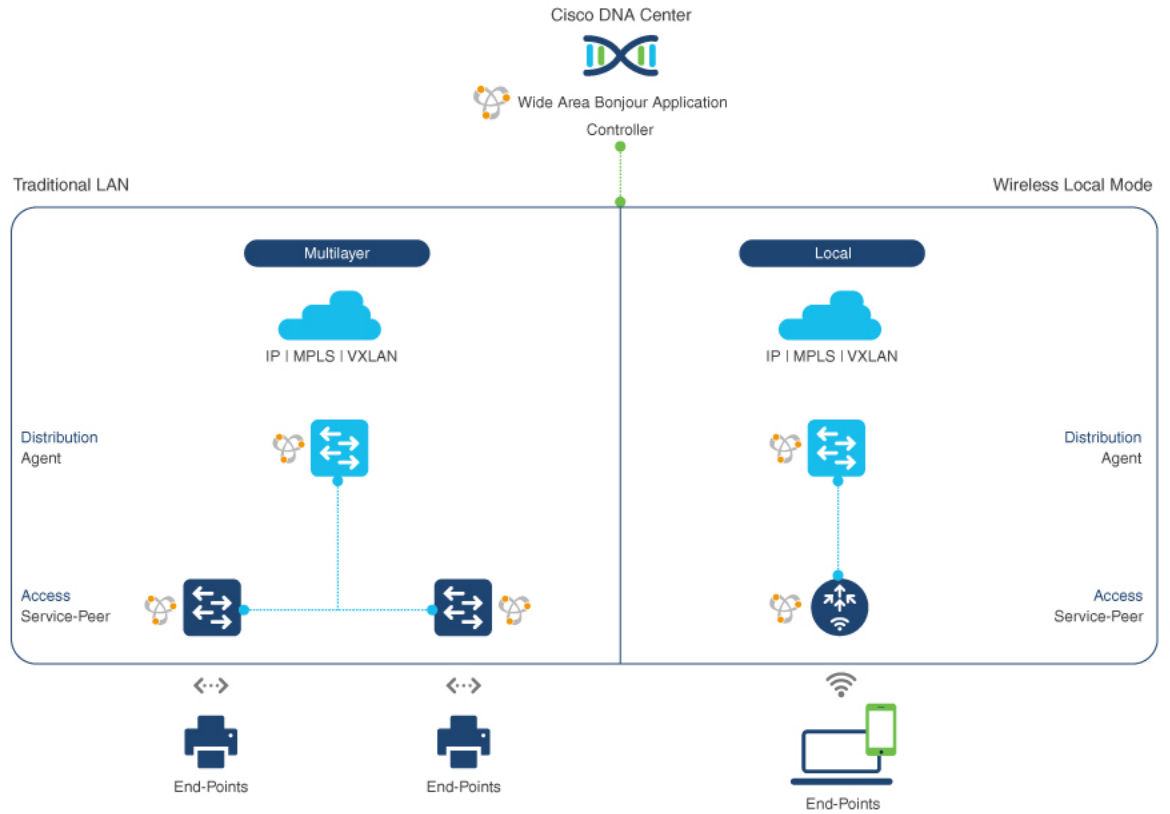 Cisco DNA Center
Wide Area Bonjour Application
Controller
Traditional LAN
Wireless Local Mode
Multilayer
Local
IP | MPLS | VXLAN
IP | MPLS | VXLAN
Distribution
Agent
Distribution
Agent
Access
Service-Peer
Access
Service-Peer
End-Points
End-Points
End-Points